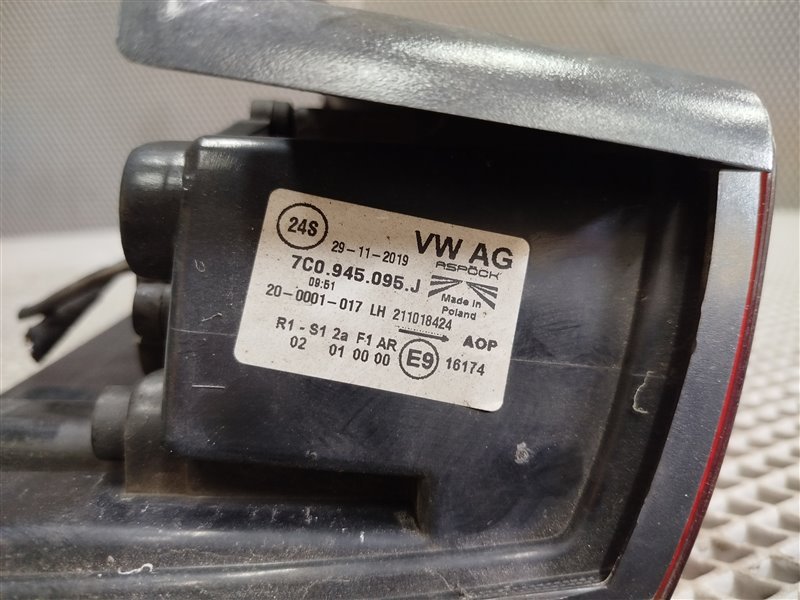 24S 29-11-2019 VW AG
7C0.945.095.J ASPÖCK
09:51 Made in
20-0001-017 LH 211018424 Poland
R1 - S1 2a F1 AR AOP
02 01 00 00 E9 16174